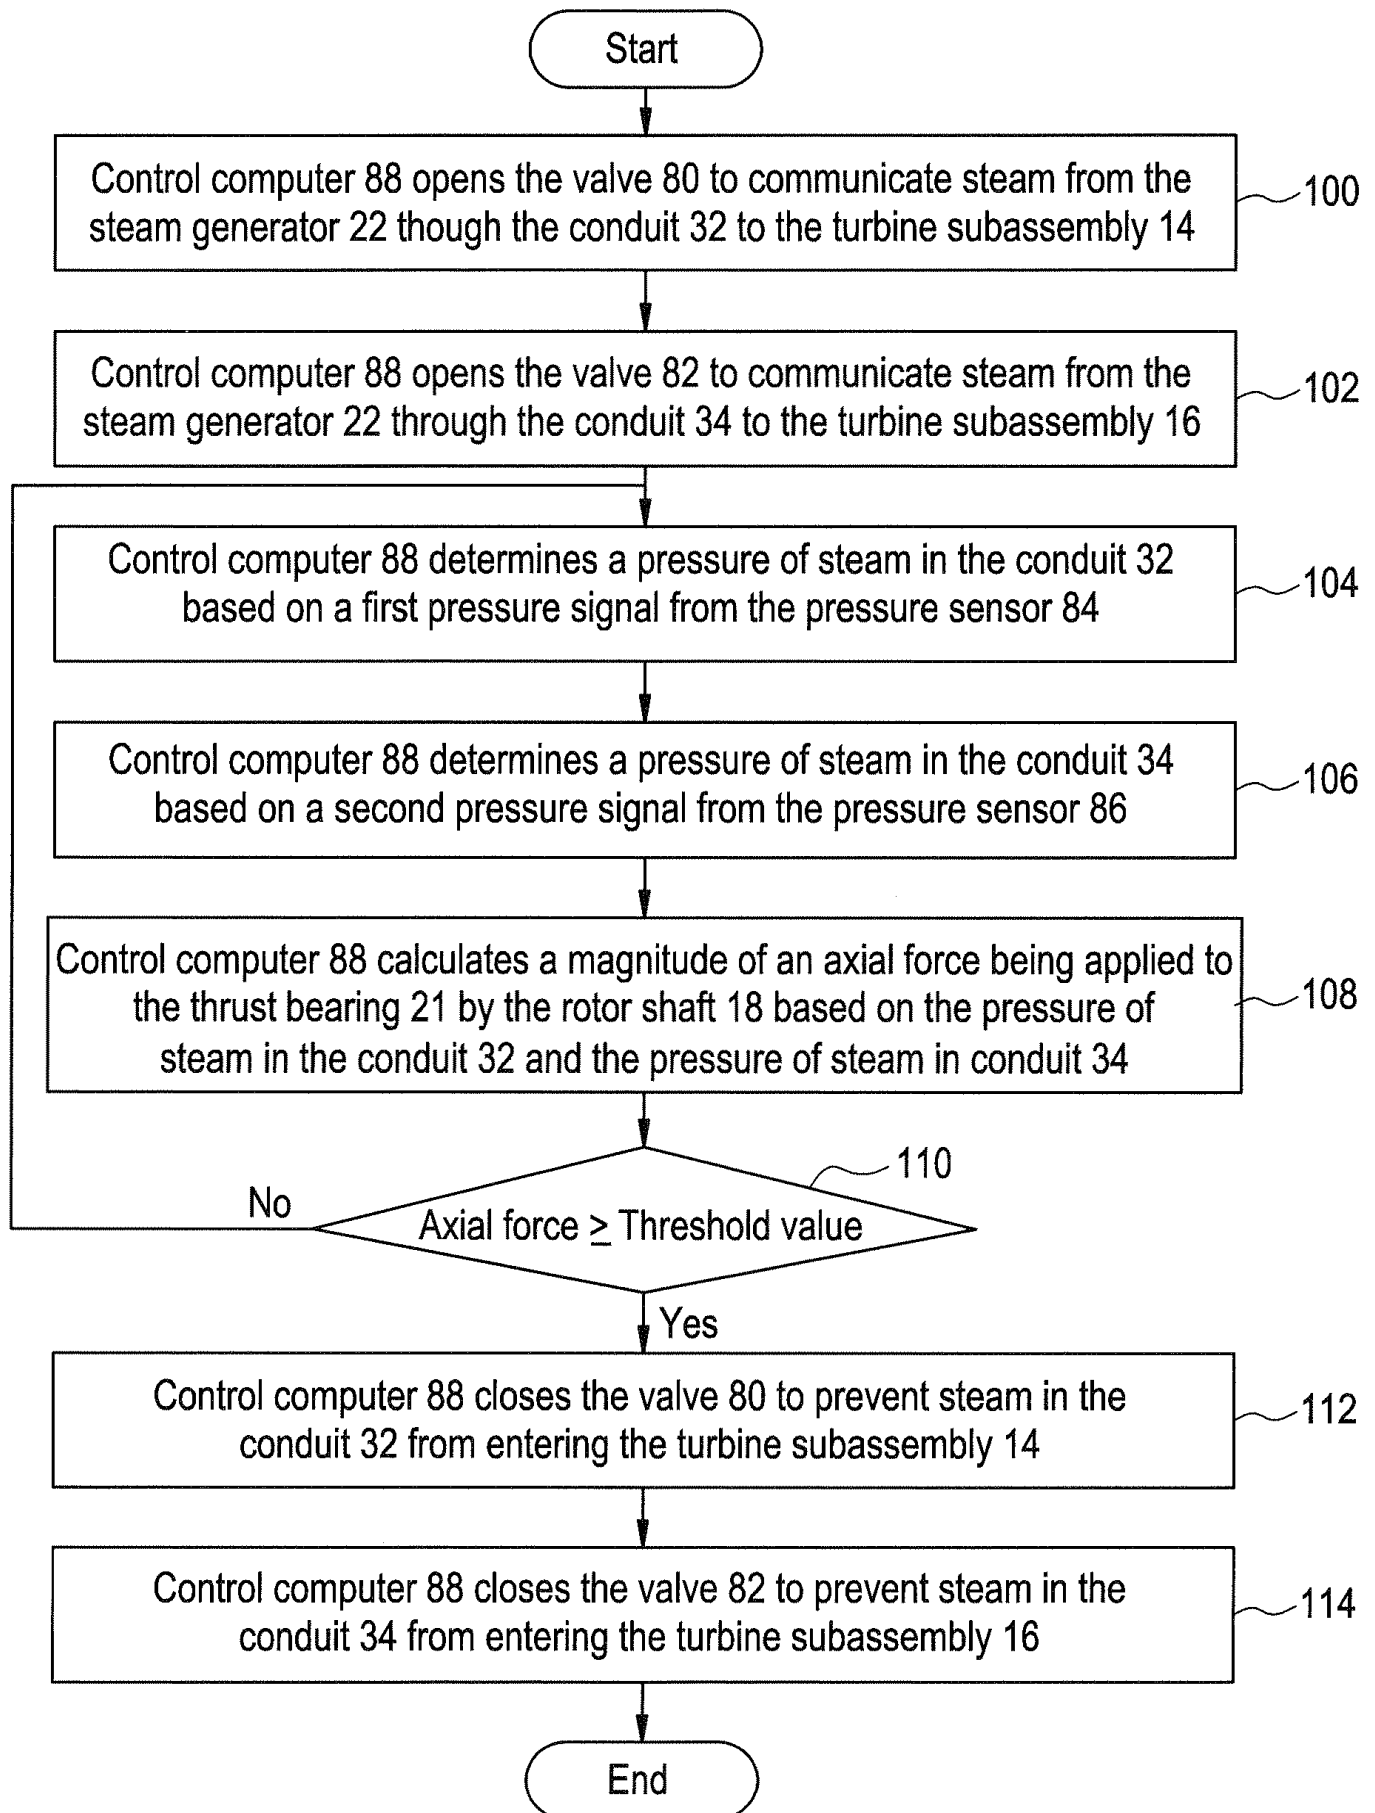 Start
Control computer 88 opens the valve 80 to communicate steam from the
steam generator 22 though the conduit 32 to the turbine subassembly 14
100
Control computer 88 opens the valve 82 to communicate steam from the
steam generator 22 through the conduit 34 to the turbine subassembly 16
102
Control computer 88 determines a pressure of steam in the conduit 32
based on a first pressure signal from the pressure sensor 84
104
Control computer 88 determines a pressure of steam in the conduit 34
based on a second pressure signal from the pressure sensor 86
106
Control computer 88 calculates a magnitude of an axial force being applied to
the thrust bearing 21 by the rotor shaft 18 based on the pressure of
steam in the conduit 32 and the pressure of steam in conduit 34
108
110
No
Axial force ≥ Threshold value
Yes
Control computer 88 closes the valve 80 to prevent steam in the
conduit 32 from entering the turbine subassembly 14
112
Control computer 88 closes the valve 82 to prevent steam in the
conduit 34 from entering the turbine subassembly 16
114
End